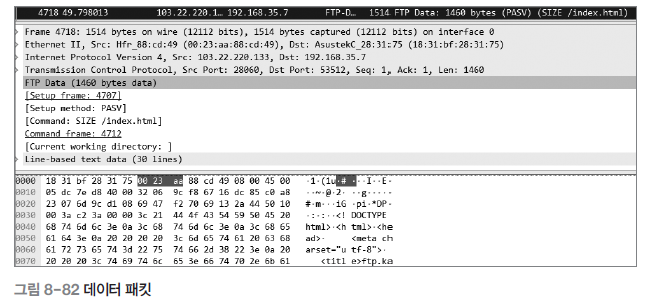 4718 49.798013 103.22.220.1… 192.168.35.7 FTP-D… 1514 FTP Data: 1460 bytes (PASV) (SIZE /index.html)
Frame 4718: 1514 bytes on wire (12112 bits), 1514 bytes captured (12112 bits) on interface 0
Ethernet II, Src: Hfr_88:cd:49 (00:23:aa:88:cd:49), Dst: AsustekC_28:31:75 (18:31:bf:28:31:75)
Internet Protocol Version 4, Src: 103.22.220.133, Dst: 192.168.35.7
Transmission Control Protocol, Src Port: 28060, Dst Port: 53512, Seq: 1, Ack: 1, Len: 1460
FTP Data (1460 bytes data)
[Setup frame: 4707]
[Setup method: PASV]
[Command: SIZE /index.html]
Command frame: 4712
[Current working directory: ]
Line-based text data (30 lines)
0000 18 31 bf 28 31 75 00 23 aa 88 cd 49 08 00 45 00 ·1·(1u·# ···I··E·
0010 05 dc 7e d8 40 00 32 06 9c f8 67 16 dc 85 c0 a8 ··~·@·2· ··g·····
0020 23 07 6d 9c d1 08 69 47 f2 70 69 13 2a 44 50 10 #·m···iG ·pi·*DP·
0030 00 3a c2 3a 00 00 3c 21 44 4f 43 54 59 50 45 20 ·:·:··<! DOCTYPE
0040 68 74 6d 6c 3e 0a 3c 68 74 6d 6c 3e 0a 3c 68 65 html>·<h tml>·<he
0050 61 64 3e 0a 20 20 20 20 3c 6d 65 74 61 20 63 68 ad>· <meta ch
0060 61 72 73 65 74 3d 22 75 74 66 2d 38 22 3e 0a 20 arset="u tf-8">·
0070 20 20 20 3c 74 69 74 6c 65 3e 66 74 70 2e 6b 61 <titl e>ftp.ka
그림 8-82 데이터 패킷